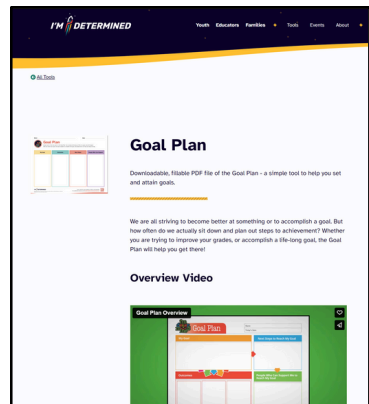 I'M DETERMINED
Youth Educators Families Tools Events About
All Tools
Goal Plan
Goal Plan
Downloadable, fillable PDF file of the Goal Plan - a simple tool to help you set
and attain goals.
We are all striving to become better at something or to accomplish a goal. But
how often do we actually sit down and plan out steps to achievement? Whether
you are trying to improve your grades, or accomplish a life-long goal, the Goal
Plan will help you get there!
Overview Video
Goal Plan Overview
Goal Plan
My Goal